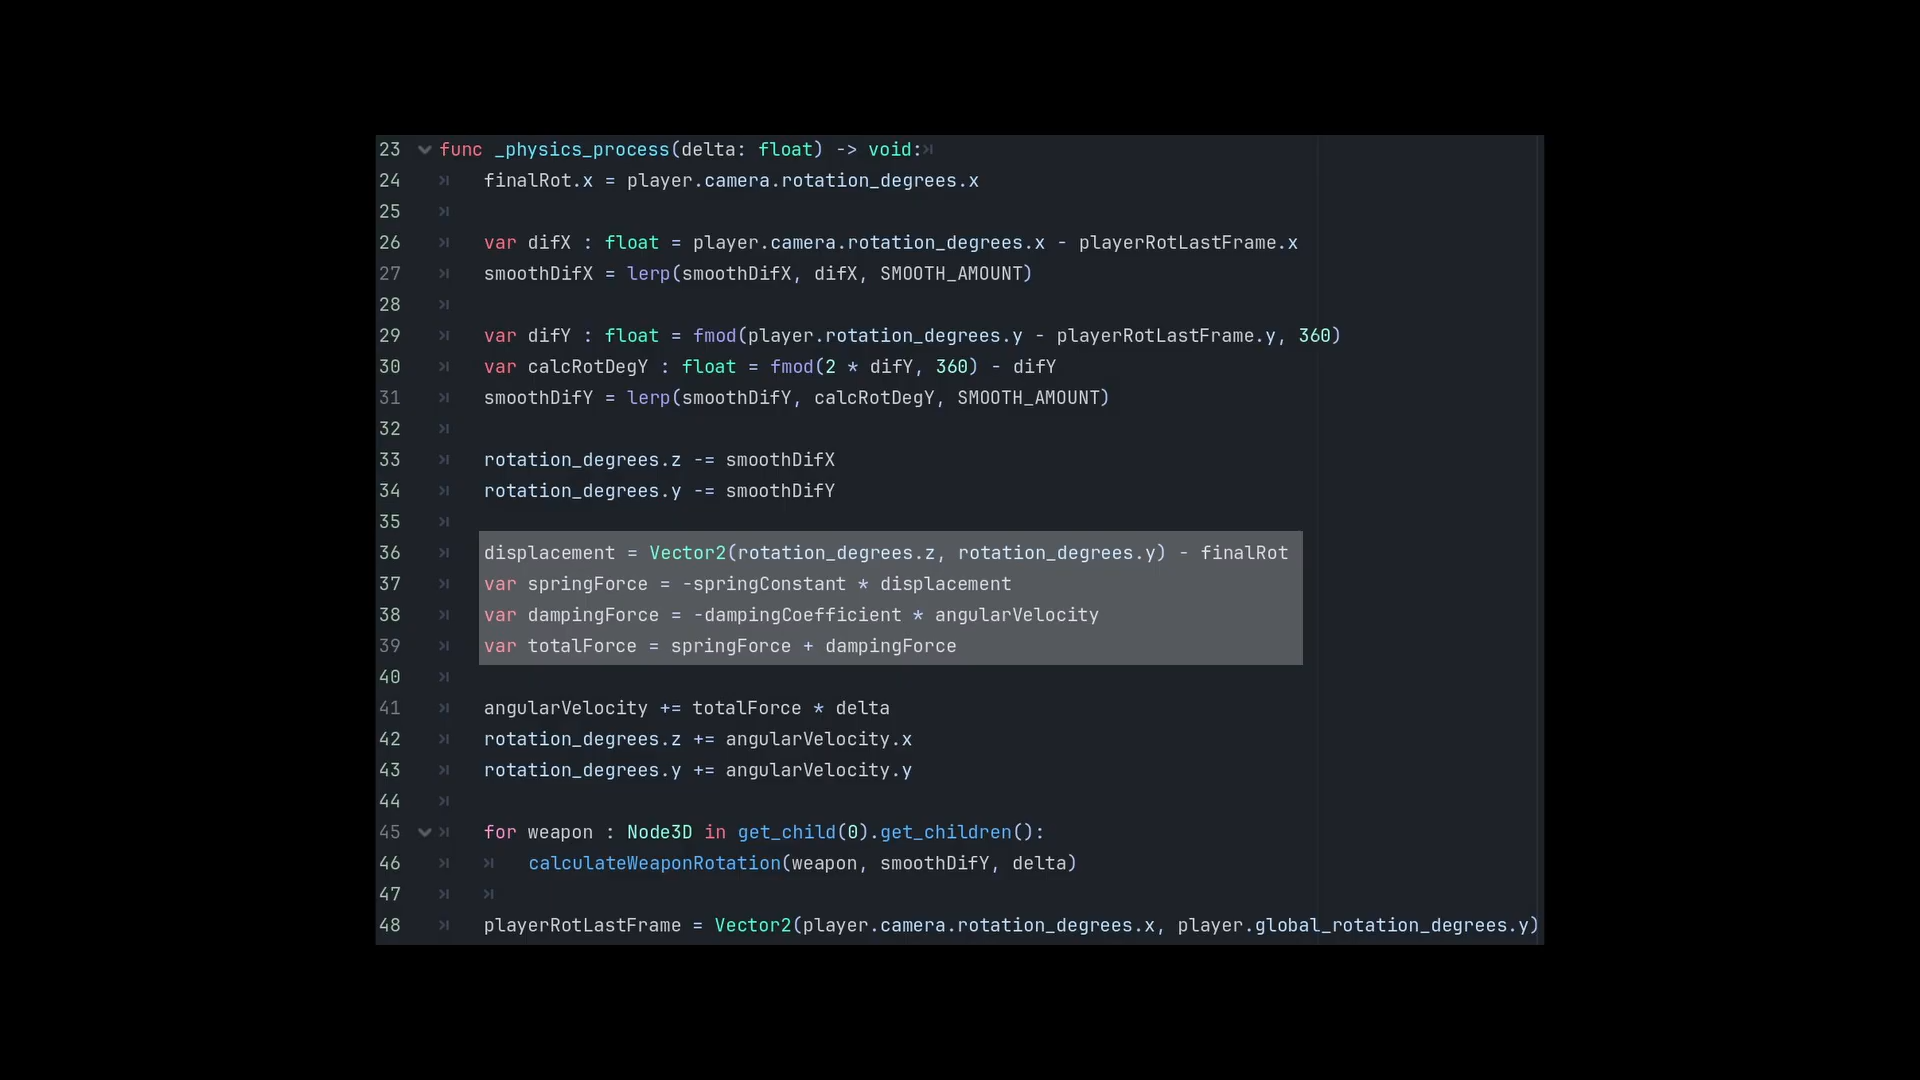 23 func _physics_process(delta: float) -> void:
24 finalRot.x = player.camera.rotation_degrees.x
25
26 var difX : float = player.camera.rotation_degrees.x - playerRotLastFrame.x
27 smoothDifX = lerp(smoothDifX, difX, SMOOTH_AMOUNT)
28
29 var difY : float = fmod(player.rotation_degrees.y - playerRotLastFrame.y, 360)
30 var calcRotDegY : float = fmod(2 * difY, 360) - difY
31 smoothDifY = lerp(smoothDifY, calcRotDegY, SMOOTH_AMOUNT)
32
33 rotation_degrees.z -= smoothDifX
34 rotation_degrees.y -= smoothDifY
35
36 displacement = Vector2(rotation_degrees.z, rotation_degrees.y) - finalRot
37 var springForce = -springConstant * displacement
38 var dampingForce = -dampingCoefficient * angularVelocity
39 var totalForce = springForce + dampingForce
40
41 angularVelocity += totalForce * delta
42 rotation_degrees.z += angularVelocity.x
43 rotation_degrees.y += angularVelocity.y
44
45 for weapon : Node3D in get_child(0).get_children():
46 calculateWeaponRotation(weapon, smoothDifY, delta)
47
48 playerRotLastFrame = Vector2(player.camera.rotation_degrees.x, player.global_rotation_degrees.y)